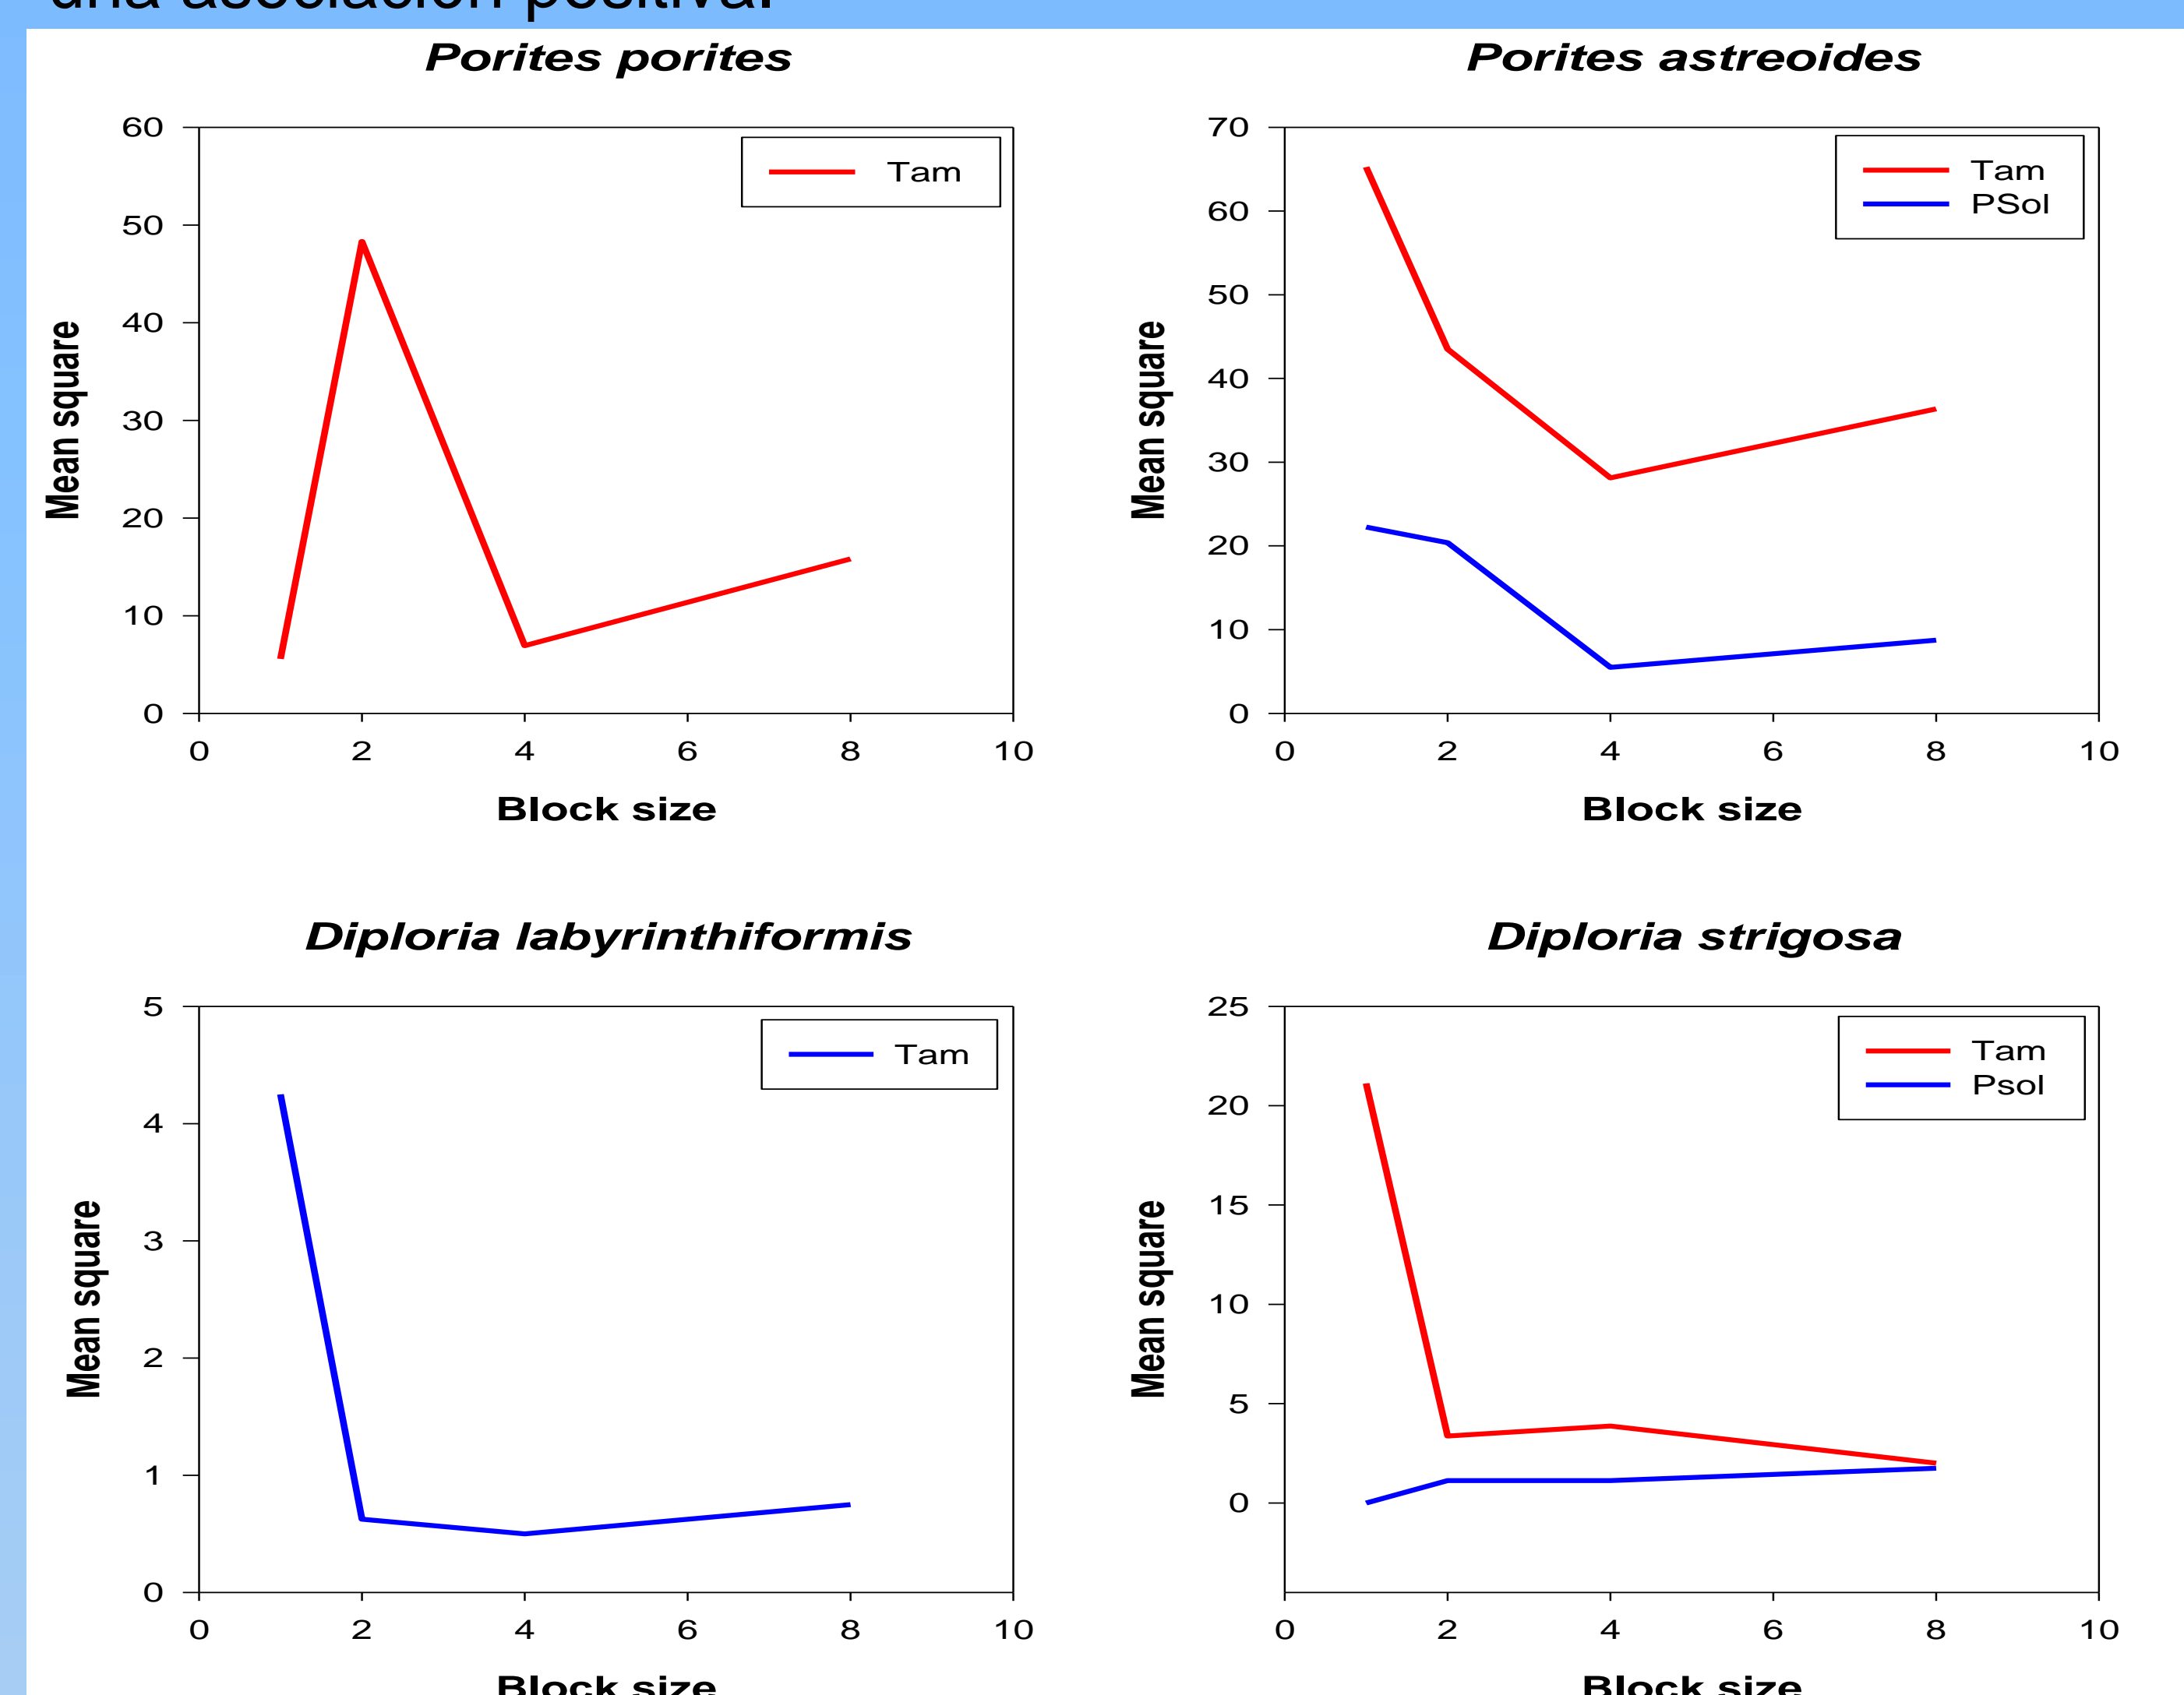 una asociación positiva.
Porites porites
60
50
40
30
20
10
0
Mean square
Tam
0 2 4 6 8 10
Block size
Porites astreoides
70
60
50
40
30
20
10
0
Mean square
Tam
PSol
0 2 4 6 8 10
Block size
Diploria labyrinthiformis
5
4
3
2
1
0
Mean square
Tam
0 2 4 6 8 10
Block size
Diploria strigosa
25
20
15
10
5
0
Mean square
Tam
Psol
0 2 4 6 8 10
Block size